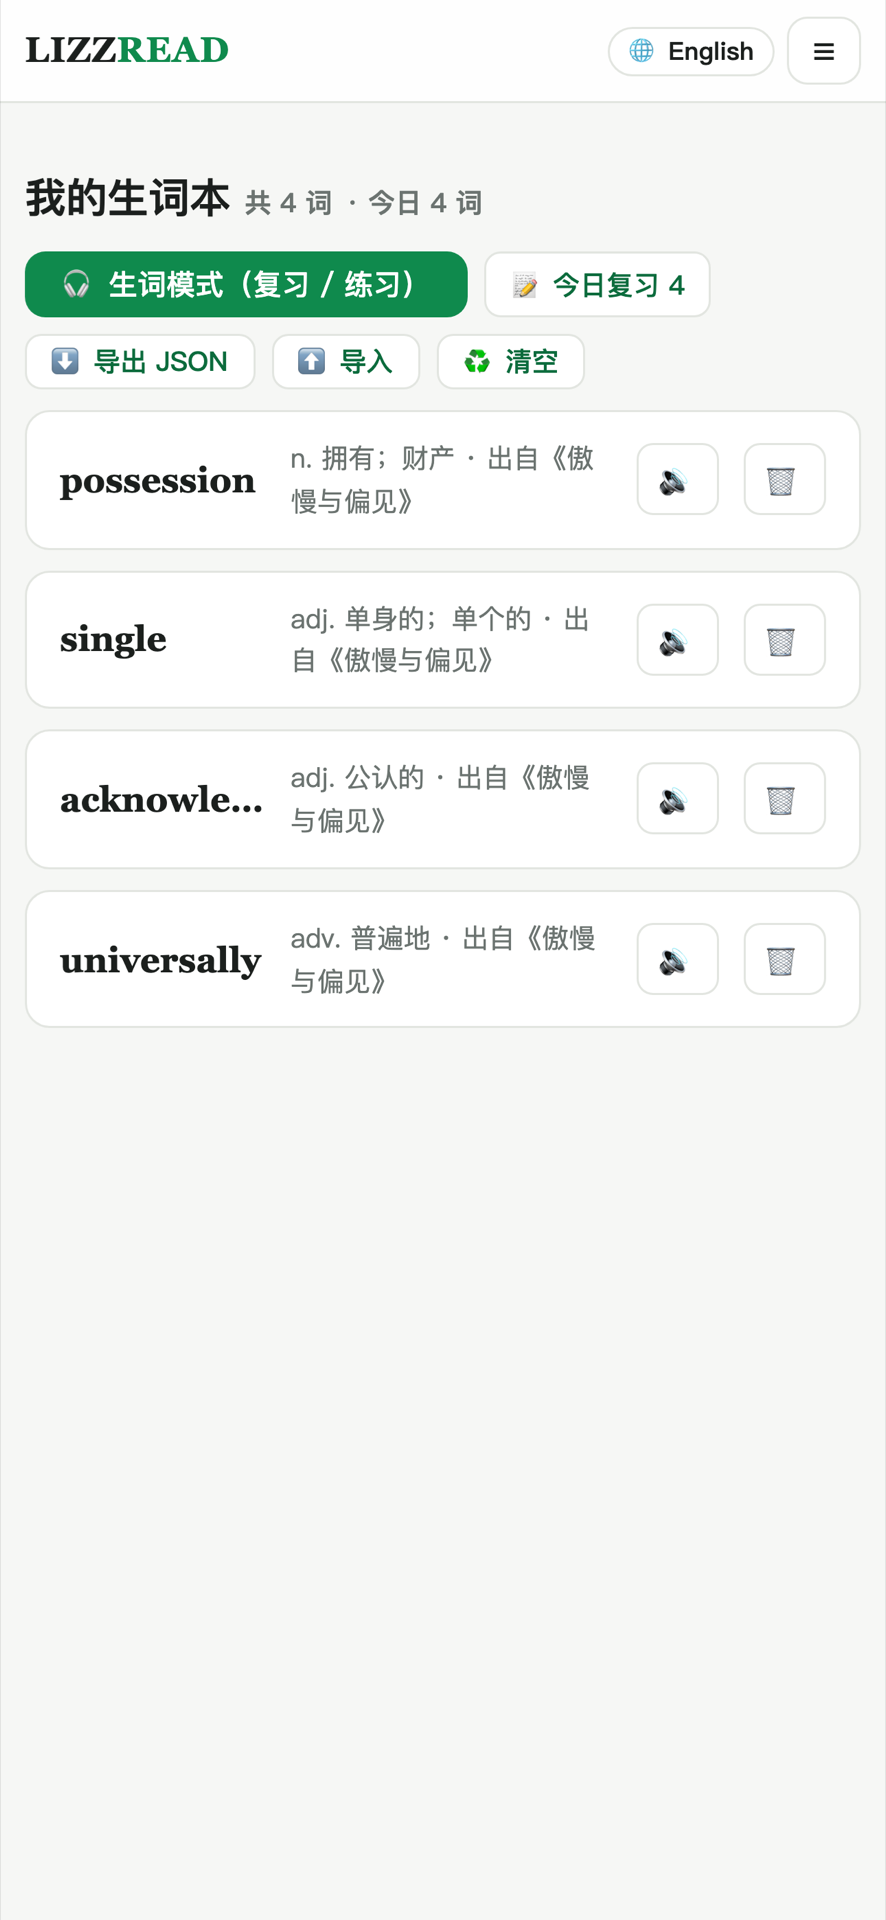 LIZZREAD
🌐 English ☰
我的生词本 共 4 词 · 今日 4 词
🎧 生词模式（复习 / 练习）
📝 今日复习 4
⬇️ 导出 JSON
⬆️ 导入
♻️ 清空
possession
n. 拥有；财产 · 出自《傲
慢与偏见》
single
adj. 单身的；单个的 · 出
自《傲慢与偏见》
acknowle...
adj. 公认的 · 出自《傲慢
与偏见》
universally
adv. 普遍地 · 出自《傲慢
与偏见》